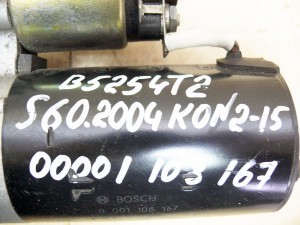 B5254T2
S60.2004 KON2-15
00001 103 167
BOSCH
0 001 108 167